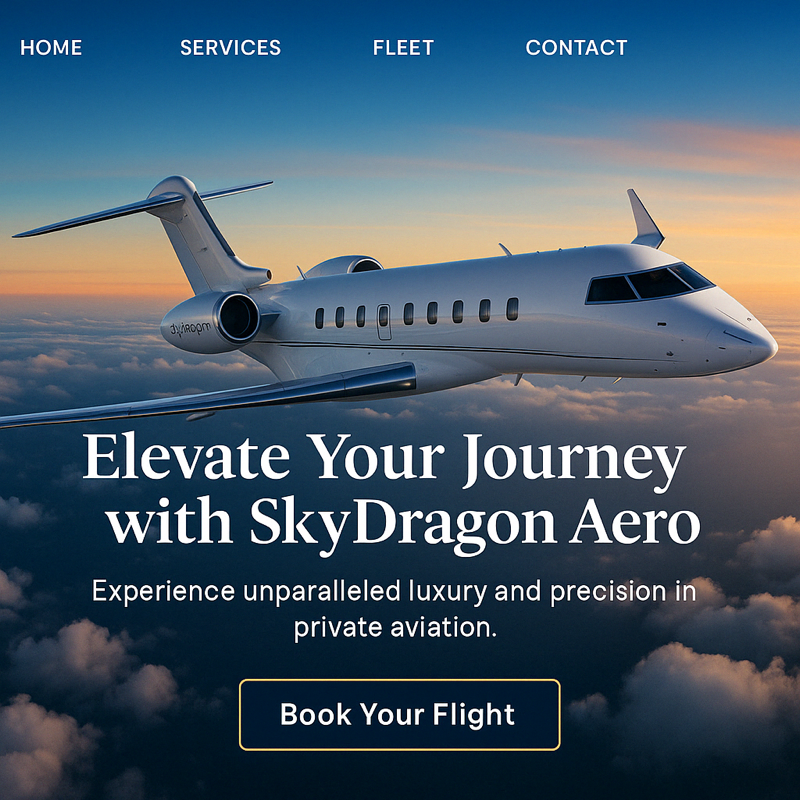 HOME SERVICES FLEET CONTACT
Elevate Your Journey
with SkyDragon Aero
Experience unparalleled luxury and precision in
private aviation.
Book Your Flight